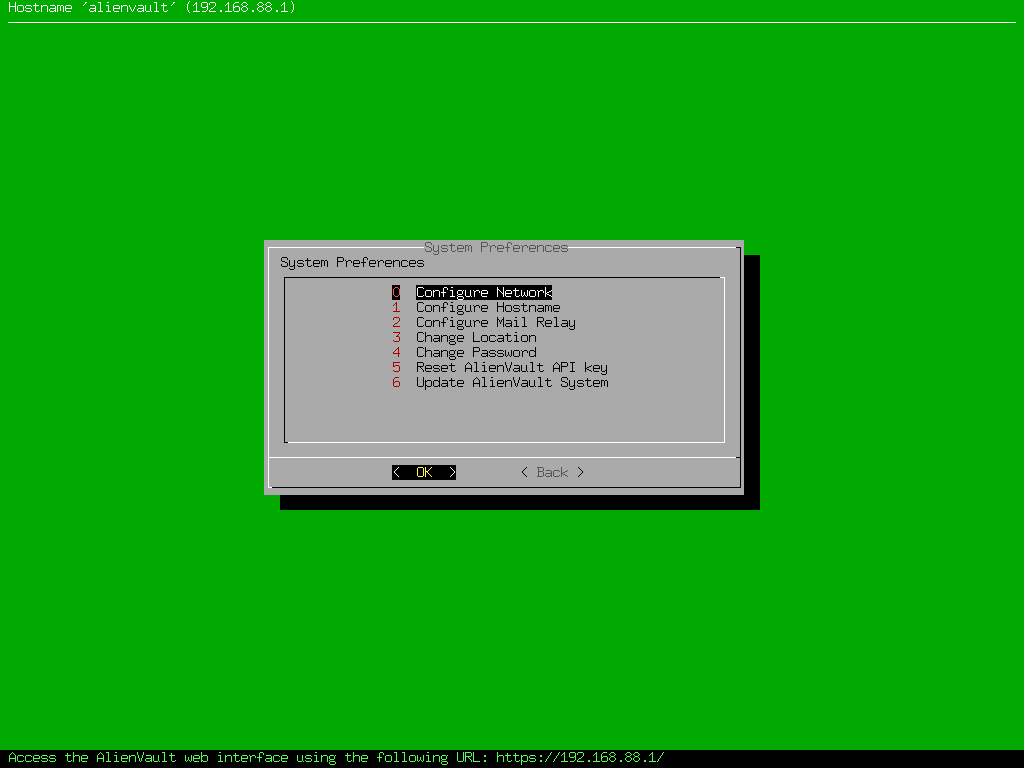 Hostname 'alienvault' (192.168.88.1)
System Preferences
System Preferences
0 Configure Network
1 Configure Hostname
2 Configure Mail Relay
3 Change Location
4 Change Password
5 Reset AlienVault API key
6 Update AlienVault System
< OK > < Back >
Access the AlienVault web interface using the following URL: https://192.168.88.1/